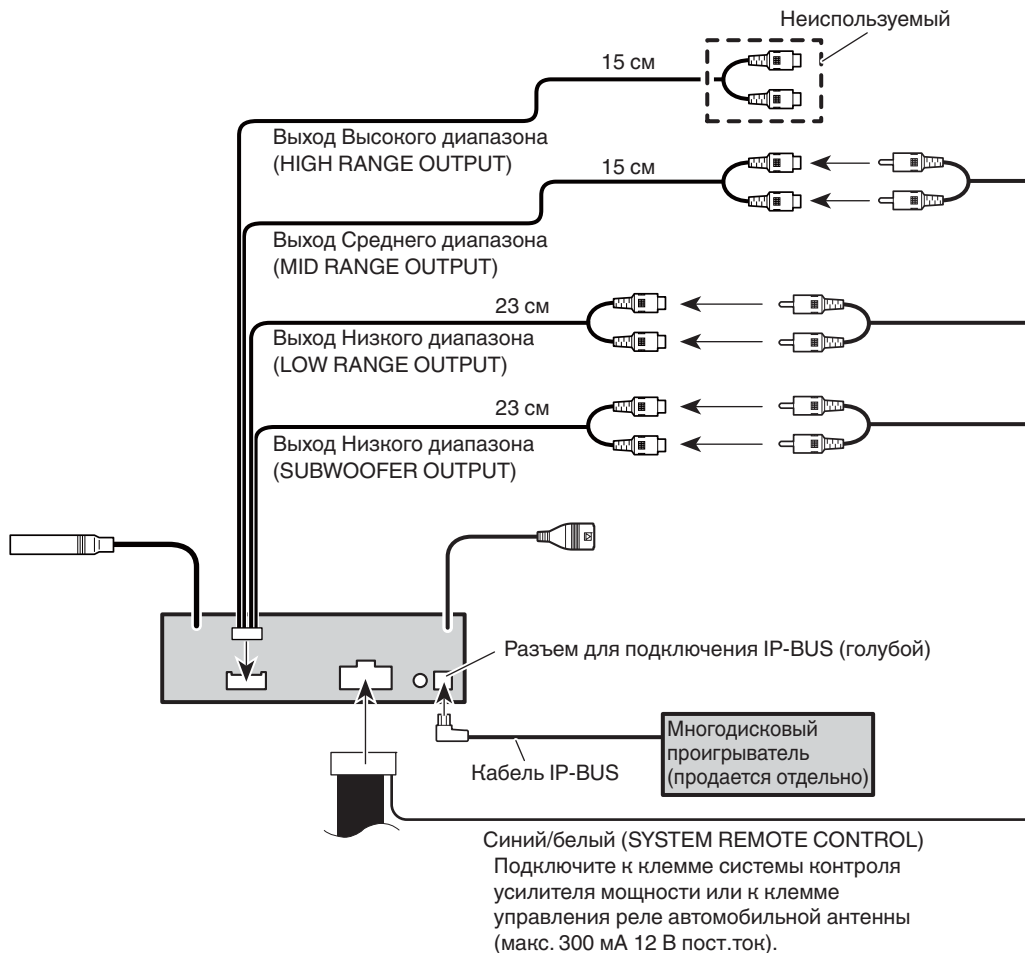 Неиспользуемый
15 см
Выход Высокого диапазона
(HIGH RANGE OUTPUT)
15 см
Выход Среднего диапазона
(MID RANGE OUTPUT)
23 см
Выход Низкого диапазона
(LOW RANGE OUTPUT)
23 см
Выход Низкого диапазона
(SUBWOOFER OUTPUT)
Разъем для подключения IP-BUS (голубой)
Многодисковый
проигрыватель
(продается отдельно)
Кабель IP-BUS
Синий/белый (SYSTEM REMOTE CONTROL)
Подключите к клемме системы контроля
усилителя мощности или к клемме
управления реле автомобильной антенны
(макс. 300 мА 12 В пост.ток).